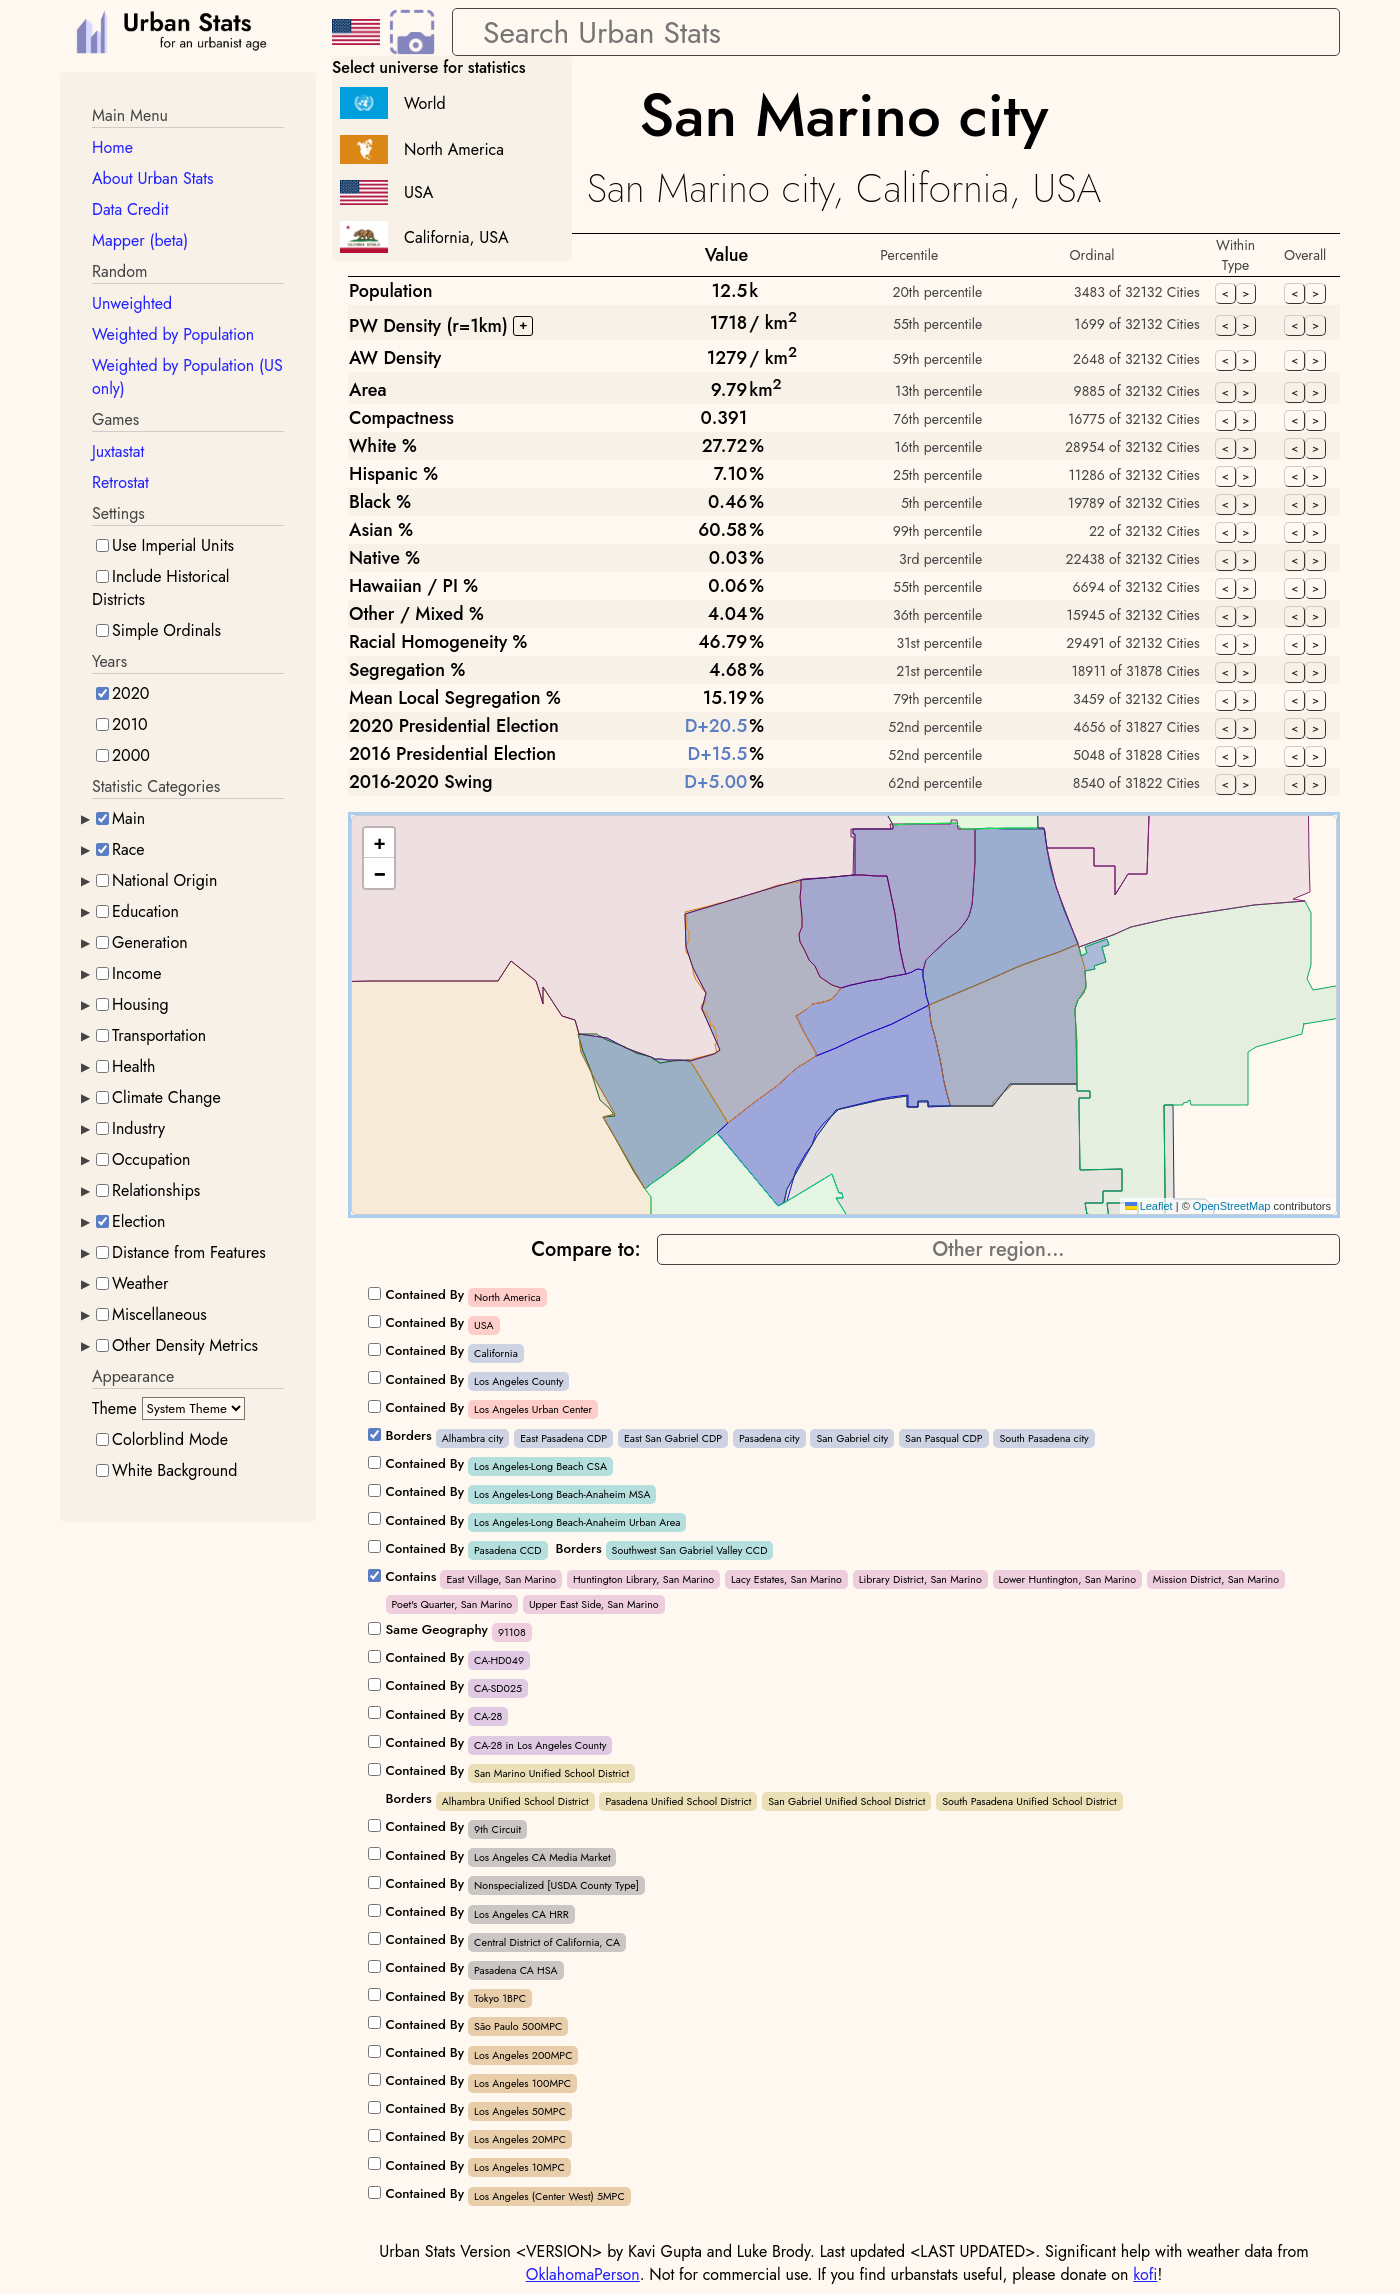 Urban Stats
for an urbanist age
Search Urban Stats
Select universe for statistics
World
North America
USA
California, USA
San Marino city
San Marino city, California, USA
Main Menu
Home
About Urban Stats
Data Credit
Mapper (beta)
Random
Unweighted
Weighted by Population
Weighted by Population (US
only)
Games
Juxtastat
Retrostat
Settings
Use Imperial Units
Include Historical
Districts
Simple Ordinals
Years
2020
2010
2000
Statistic Categories
▶ Main
▶ Race
▶ National Origin
▶ Education
▶ Generation
▶ Income
▶ Housing
▶ Transportation
▶ Health
▶ Climate Change
▶ Industry
▶ Occupation
▶ Relationships
▶ Election
▶ Distance from Features
▶ Weather
▶ Miscellaneous
▶ Other Density Metrics
Appearance
Theme System Theme
Colorblind Mode
White Background
Value Percentile Ordinal Within Type Overall
Population 12.5 k 20th percentile 3483 of 32132 Cities < > < >
PW Density (r=1km) + 1718 / km² 55th percentile 1699 of 32132 Cities < > < >
AW Density 1279 / km² 59th percentile 2648 of 32132 Cities < > < >
Area 9.79 km² 13th percentile 9885 of 32132 Cities < > < >
Compactness 0.391 76th percentile 16775 of 32132 Cities < > < >
White % 27.72 % 16th percentile 28954 of 32132 Cities < > < >
Hispanic % 7.10 % 25th percentile 11286 of 32132 Cities < > < >
Black % 0.46 % 5th percentile 19789 of 32132 Cities < > < >
Asian % 60.58 % 99th percentile 22 of 32132 Cities < > < >
Native % 0.03 % 3rd percentile 22438 of 32132 Cities < > < >
Hawaiian / PI % 0.06 % 55th percentile 6694 of 32132 Cities < > < >
Other / Mixed % 4.04 % 36th percentile 15945 of 32132 Cities < > < >
Racial Homogeneity % 46.79 % 31st percentile 29491 of 32132 Cities < > < >
Segregation % 4.68 % 21st percentile 18911 of 31878 Cities < > < >
Mean Local Segregation % 15.19 % 79th percentile 3459 of 32132 Cities < > < >
2020 Presidential Election D+20.5 % 52nd percentile 4656 of 31827 Cities < > < >
2016 Presidential Election D+15.5 % 52nd percentile 5048 of 31828 Cities < > < >
2016-2020 Swing D+5.00 % 62nd percentile 8540 of 31822 Cities < > < >
+
−
Leaflet | © OpenStreetMap contributors
Compare to: Other region...
Contained By North America
Contained By USA
Contained By California
Contained By Los Angeles County
Contained By Los Angeles Urban Center
Borders Alhambra city East Pasadena CDP East San Gabriel CDP Pasadena city San Gabriel city San Pasqual CDP South Pasadena city
Contained By Los Angeles-Long Beach CSA
Contained By Los Angeles-Long Beach-Anaheim MSA
Contained By Los Angeles-Long Beach-Anaheim Urban Area
Contained By Pasadena CCD Borders Southwest San Gabriel Valley CCD
Contains East Village, San Marino Huntington Library, San Marino Lacy Estates, San Marino Library District, San Marino Lower Huntington, San Marino Mission District, San Marino
Poet's Quarter, San Marino Upper East Side, San Marino
Same Geography 91108
Contained By CA-HD049
Contained By CA-SD025
Contained By CA-28
Contained By CA-28 in Los Angeles County
Contained By San Marino Unified School District
Borders Alhambra Unified School District Pasadena Unified School District San Gabriel Unified School District South Pasadena Unified School District
Contained By 9th Circuit
Contained By Los Angeles CA Media Market
Contained By Nonspecialized [USDA County Type]
Contained By Los Angeles CA HRR
Contained By Central District of California, CA
Contained By Pasadena CA HSA
Contained By Tokyo 1BPC
Contained By São Paulo 500MPC
Contained By Los Angeles 200MPC
Contained By Los Angeles 100MPC
Contained By Los Angeles 50MPC
Contained By Los Angeles 20MPC
Contained By Los Angeles 10MPC
Contained By Los Angeles (Center West) 5MPC
Urban Stats Version <VERSION> by Kavi Gupta and Luke Brody. Last updated <LAST UPDATED>. Significant help with weather data from
OklahomaPerson. Not for commercial use. If you find urbanstats useful, please donate on kofi!